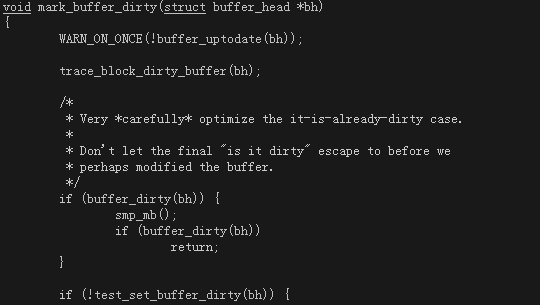 void mark_buffer_dirty(struct buffer_head *bh)
{
        WARN_ON_ONCE(!buffer_uptodate(bh));

        trace_block_dirty_buffer(bh);

        /*
         * Very *carefully* optimize the it-is-already-dirty case.
         *
         * Don't let the final "is it dirty" escape to before we
         * perhaps modified the buffer.
         */
        if (buffer_dirty(bh)) {
                smp_mb();
                if (buffer_dirty(bh))
                        return;
        }

        if (!test_set_buffer_dirty(bh)) {